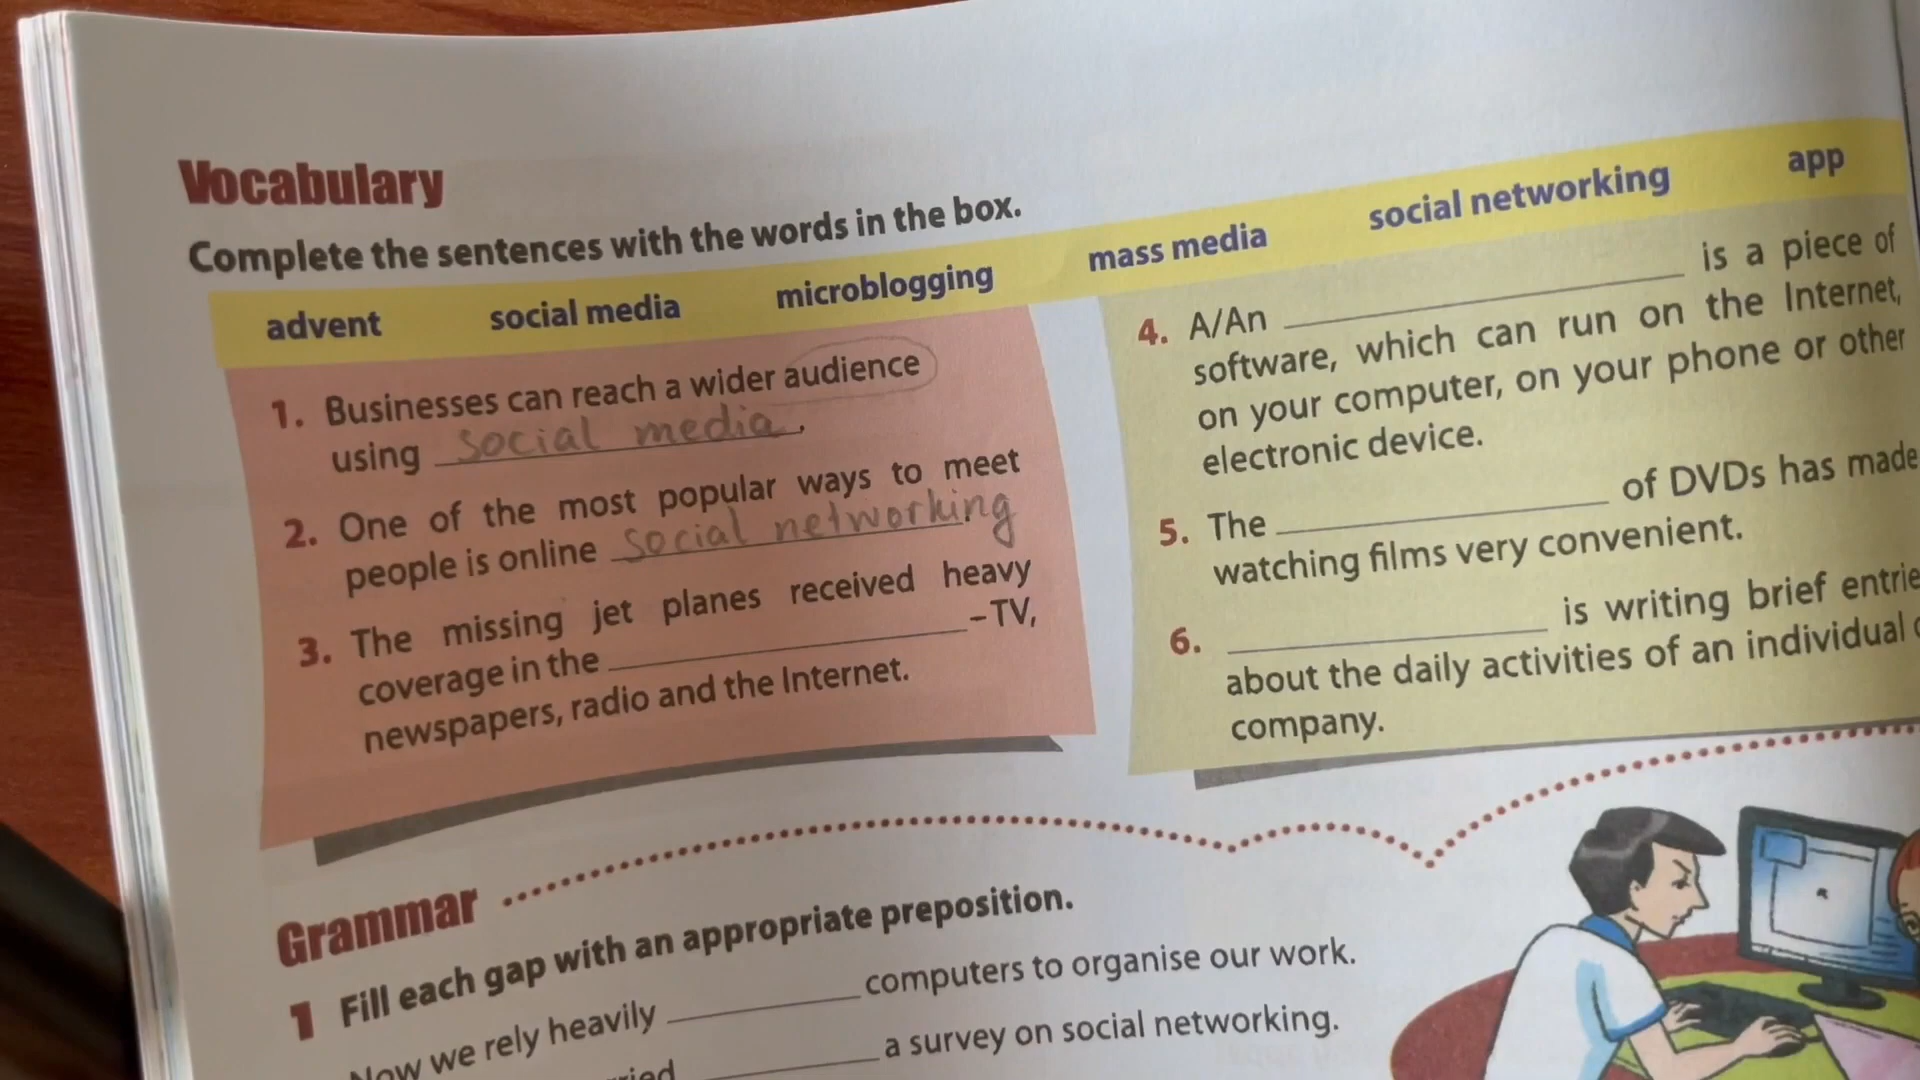 Vocabulary
Complete the sentences with the words in the box.
advent social media microblogging mass media social networking app
1. Businesses can reach a wider audience
using social media.
2. One of the most popular ways to meet
people is online social networking.
3. The missing jet planes received heavy
coverage in the ____________ – TV,
newspapers, radio and the Internet.
4. A/An ____________ is a piece of
software, which can run on the Internet,
on your computer, on your phone or other
electronic device.
5. The ____________ of DVDs has made
watching films very convenient.
6. ____________ is writing brief entrie
about the daily activities of an individual
company.
Grammar
1 Fill each gap with an appropriate preposition.
Now we rely heavily ____________ computers to organise our work.
____________ a survey on social networking.